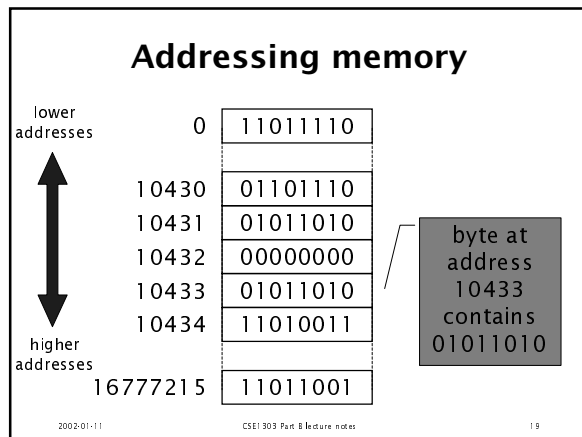 Addressing memory
lower
addresses
0 11011110
10430 01101110
10431 01011010
10432 00000000
10433 01011010
10434 11010011
higher
addresses
16777215 11011001
byte at
address
10433
contains
01011010
2002-01-11 CSE1303 Part B lecture notes 19